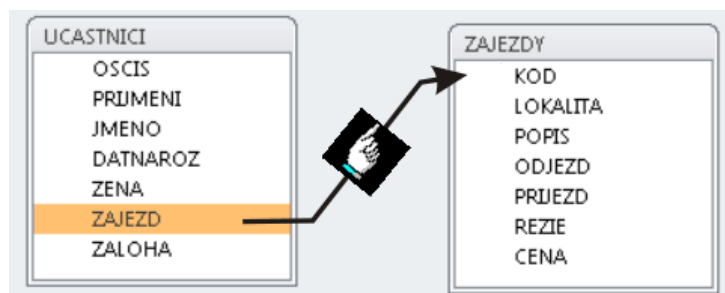 UCASTNICI
OSCIS
PRIJMENI
JMENO
DATNAROZ
ZENA
ZAJEZD
ZALOHA
ZAJEZDY
KOD
LOKALITA
POPIS
ODJEZD
PRIJEZD
REZIE
CENA